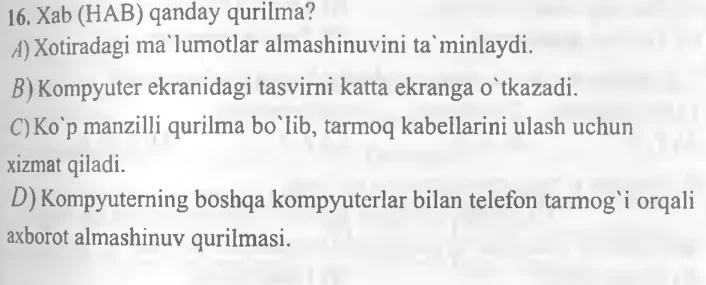 16. Xab (HAB) qanday qurilma?
A) Xotiradagi ma`lumotlar almashinuvini ta`minlaydi.
B) Kompyuter ekranidagi tasvirni katta ekranga o`tkazadi.
C) Ko`p manzilli qurilma bo`lib, tarmoq kabellarini ulash uchun
xizmat qiladi.
D) Kompyuterning boshqa kompyuterlar bilan telefon tarmog`i orqali
axborot almashinuv qurilmasi.